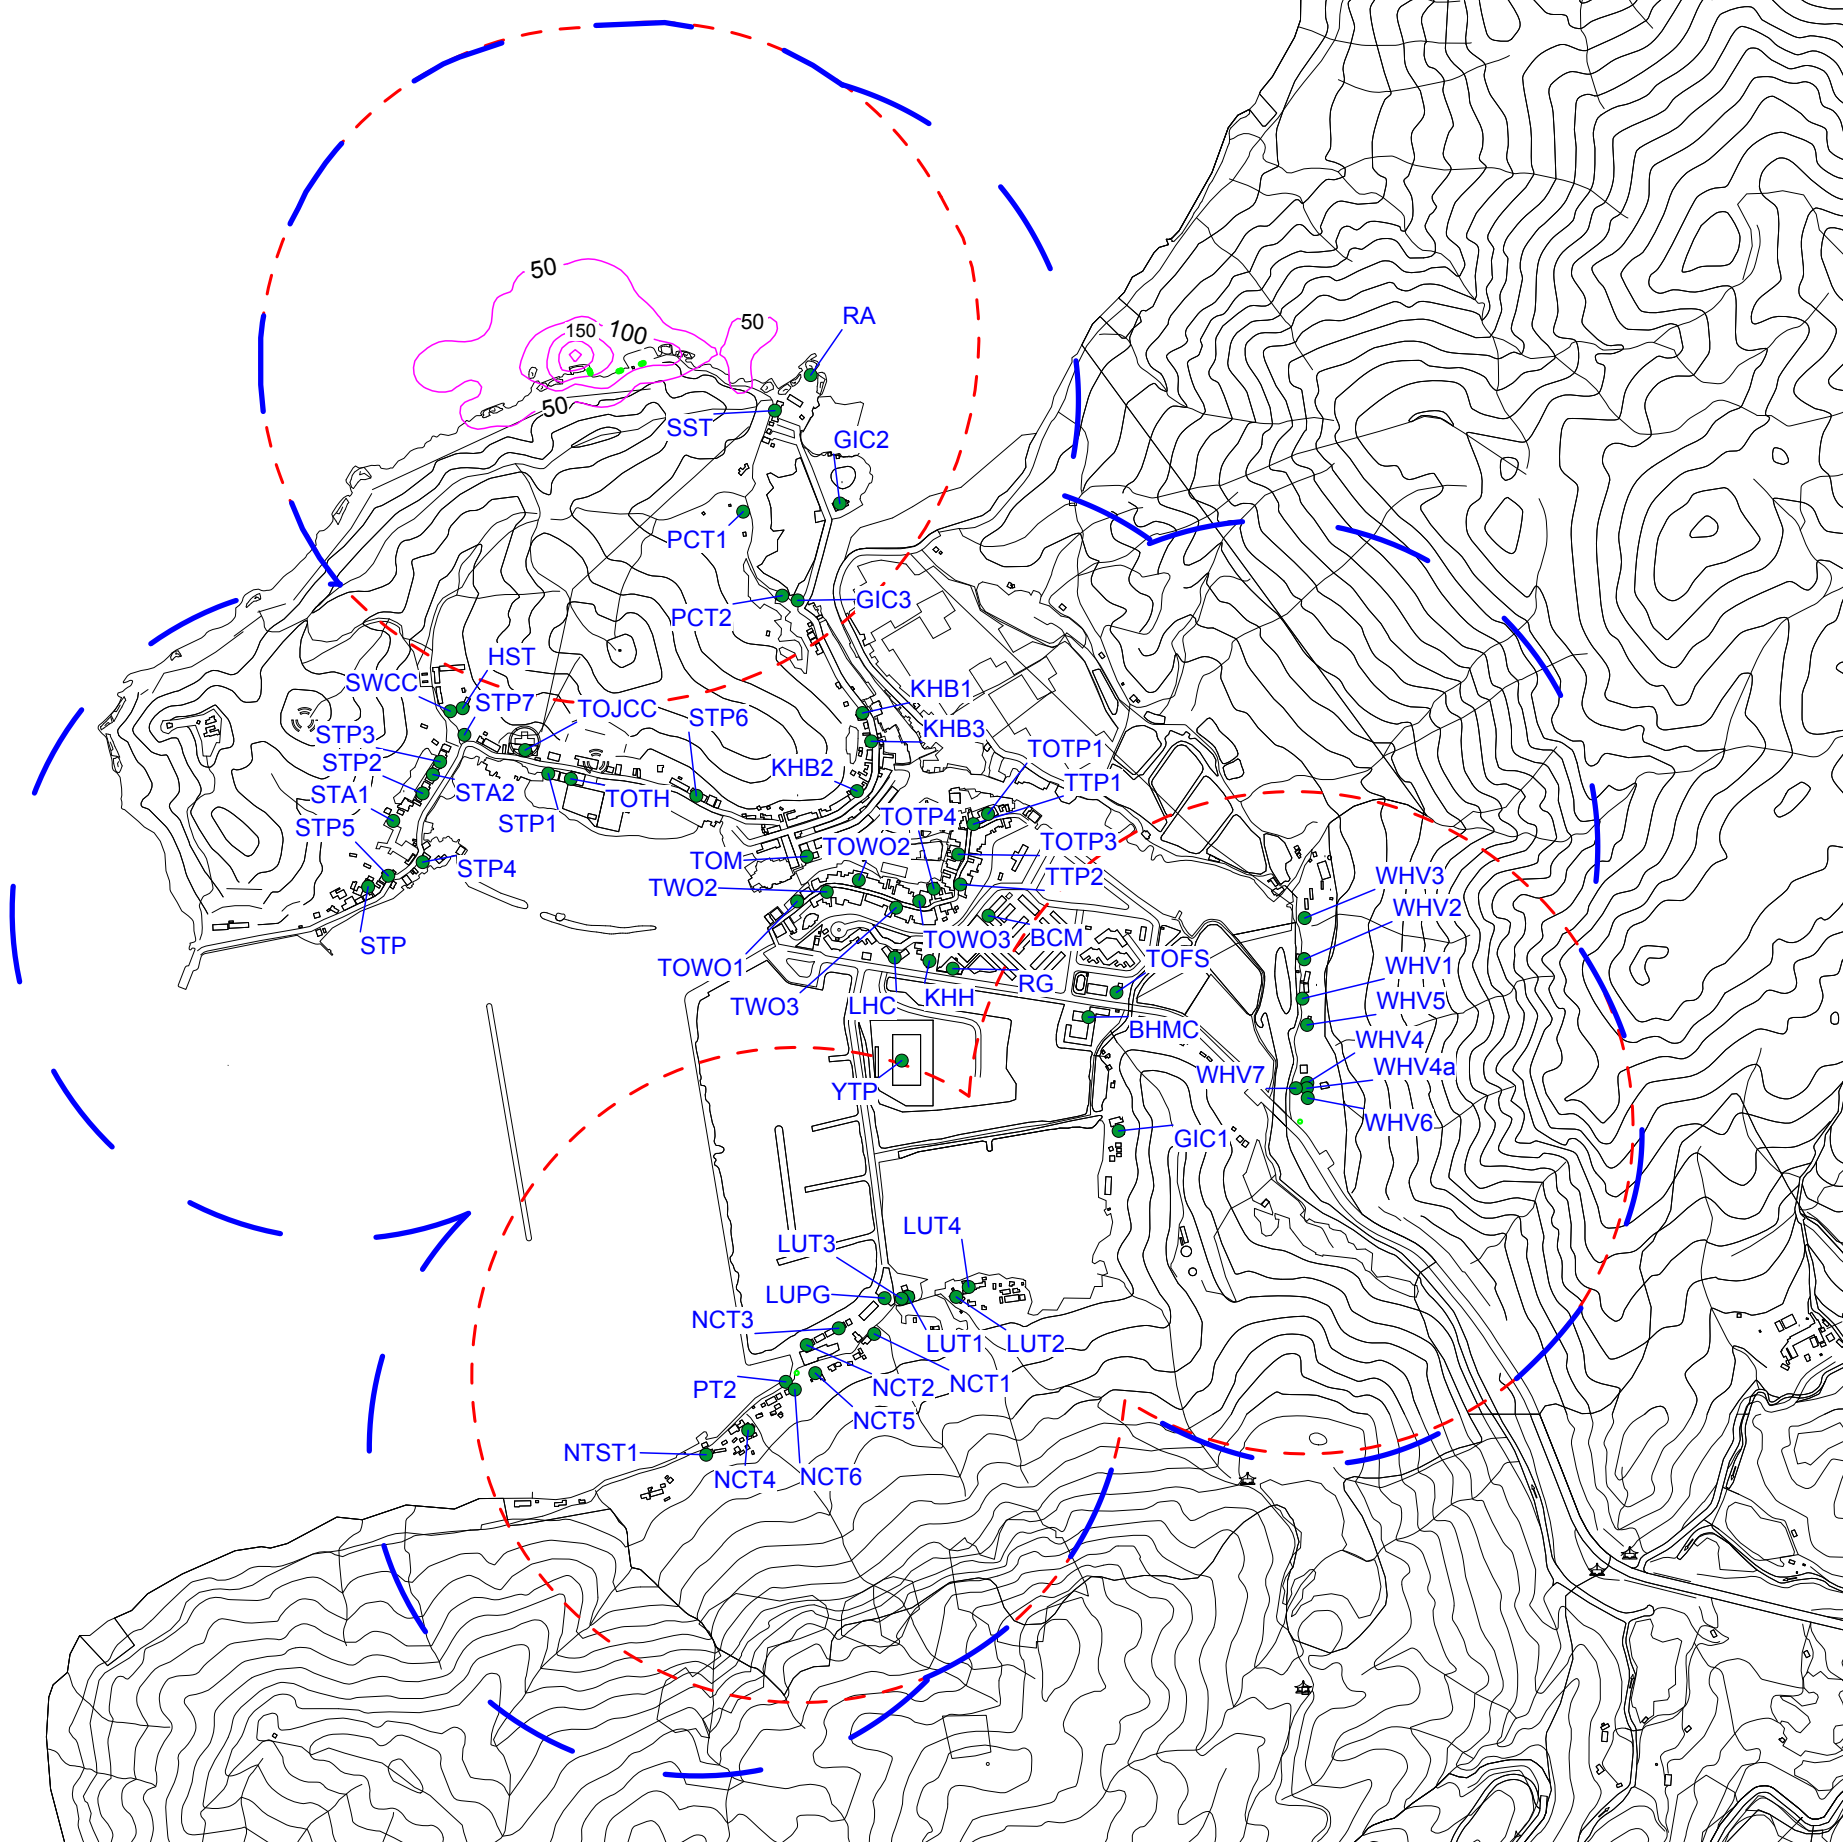 50
RA
50
150
100
50
SST
GIC2
PCT1
PCT2
GIC3
HST
SWCC
STP7
TOJCC
STP6
KHB1
STP3
KHB3
STP2
TOTP1
STA1
STA2
TOTH
KHB2
TTP1
STP5
STP1
TOTP4
STP4
TOM
TOWO2
TOTP3
TWO2
TTP2
WHV3
WHV2
STP
TOWO3
BCM
TOFS
TOWO1
WHV1
TWO3
LHC
KHH
RG
WHV5
BHMC
WHV4
WHV4a
WHV7
YTP
WHV6
GIC1
LUT4
LUT3
LUPG
NCT3
LUT1
LUT2
PT2
NCT2
NCT1
NCT5
NTST1
NCT4
NCT6